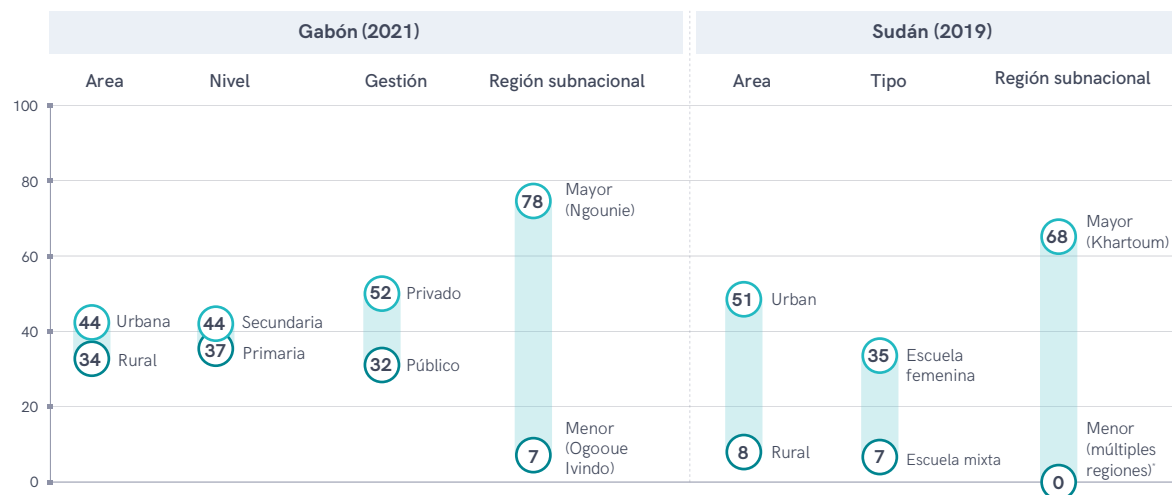 Gabón (2021)
Sudán (2019)
Area
Nivel
Gestión
Región subnacional
Area
Tipo
Región subnacional
100
80
60
40
20
0
44 Urbana
34 Rural
44 Secundaria
37 Primaria
52 Privado
32 Público
78 Mayor
(Ngounie)
7 Menor
(Ogooue
Ivindo)
51 Urban
8 Rural
35 Escuela
femenina
7 Escuela mixta
68 Mayor
(Khartoum)
0 Menor
(múltiples
regiones)*